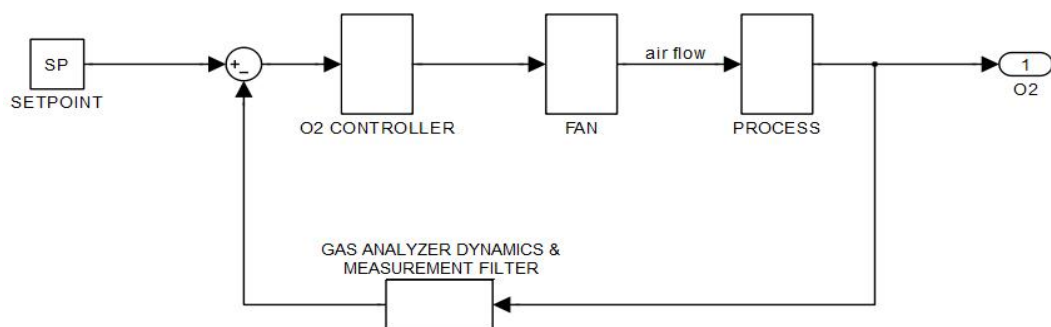 SP
SETPOINT
+
−
O2 CONTROLLER
FAN
air flow
PROCESS
1
O2
GAS ANALYZER DYNAMICS &
MEASUREMENT FILTER